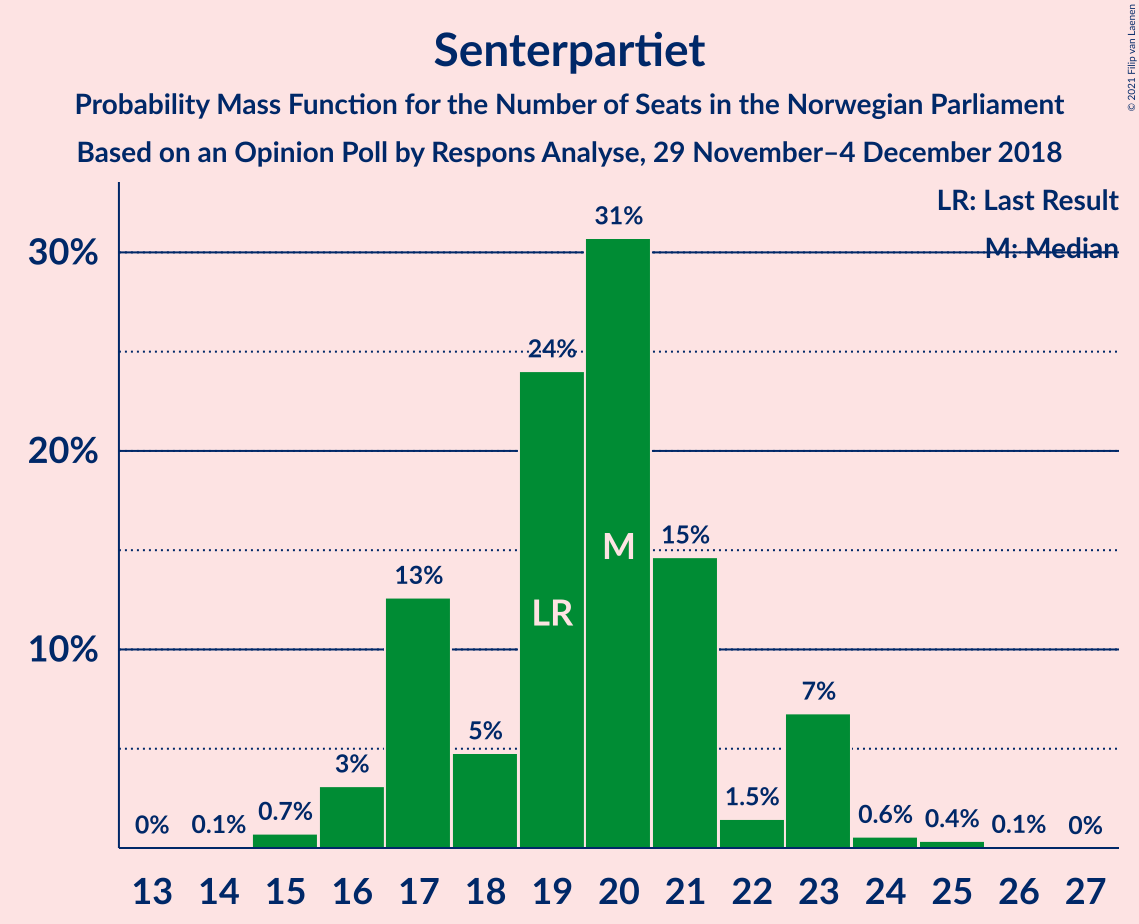 Senterpartiet
Probability Mass Function for the Number of Seats in the Norwegian Parliament
Based on an Opinion Poll by Respons Analyse, 29 November–4 December 2018
© 2021 Filip van Laenen
LR: Last Result
M: Median
30%
20%
10%
0%
0.1%
0.7%
3%
13%
5%
24%
31%
15%
1.5%
7%
0.6%
0.4%
0.1%
0%
LR
M
13 14 15 16 17 18 19 20 21 22 23 24 25 26 27